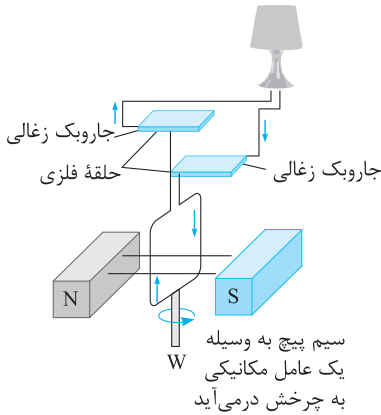 جاروبک زغالی
حلقهٔ فلزی
جاروبک زغالی
N
S
W
سیم پیچ به وسیله
یک عامل مکانیکی
به چرخش درمی‌آید